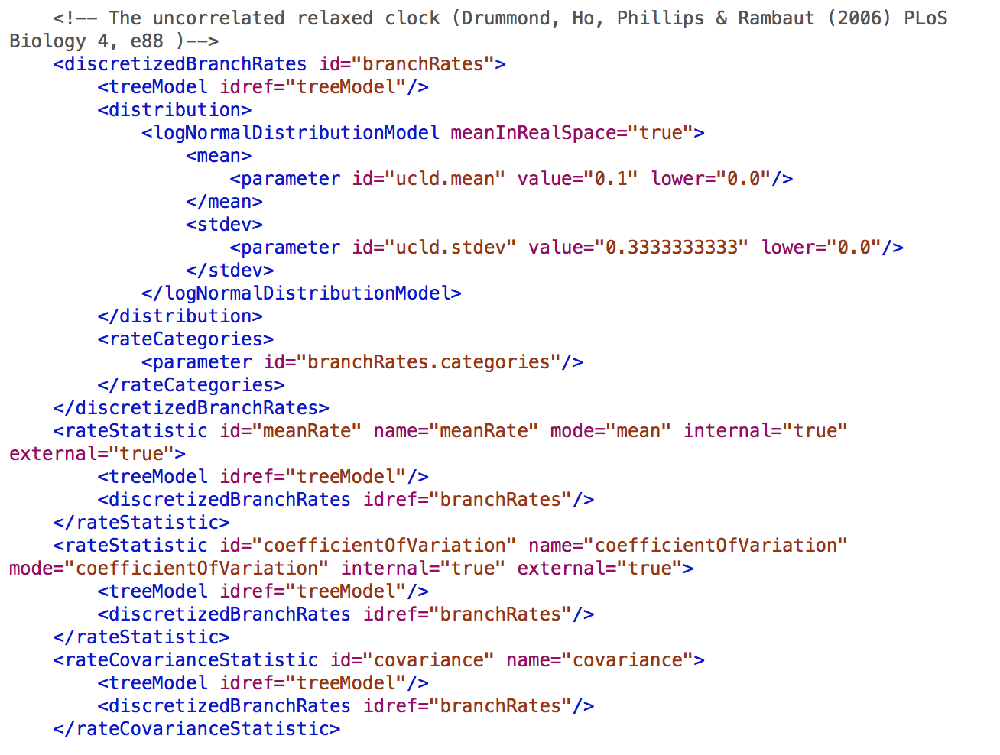 <!-- The uncorrelated relaxed clock (Drummond, Ho, Phillips & Rambaut (2006) PLoS
Biology 4, e88 )-->
<discretizedBranchRates id="branchRates">
<treeModel idref="treeModel"/>
<distribution>
<logNormalDistributionModel meanInRealSpace="true">
<mean>
<parameter id="ucld.mean" value="0.1" lower="0.0"/>
</mean>
<stdev>
<parameter id="ucld.stdev" value="0.3333333333" lower="0.0"/>
</stdev>
</logNormalDistributionModel>
</distribution>
<rateCategories>
<parameter id="branchRates.categories"/>
</rateCategories>
</discretizedBranchRates>
<rateStatistic id="meanRate" name="meanRate" mode="mean" internal="true"
external="true">
<treeModel idref="treeModel"/>
<discretizedBranchRates idref="branchRates"/>
</rateStatistic>
<rateStatistic id="coefficientOfVariation" name="coefficientOfVariation"
mode="coefficientOfVariation" internal="true" external="true">
<treeModel idref="treeModel"/>
<discretizedBranchRates idref="branchRates"/>
</rateStatistic>
<rateCovarianceStatistic id="covariance" name="covariance">
<treeModel idref="treeModel"/>
<discretizedBranchRates idref="branchRates"/>
</rateCovarianceStatistic>